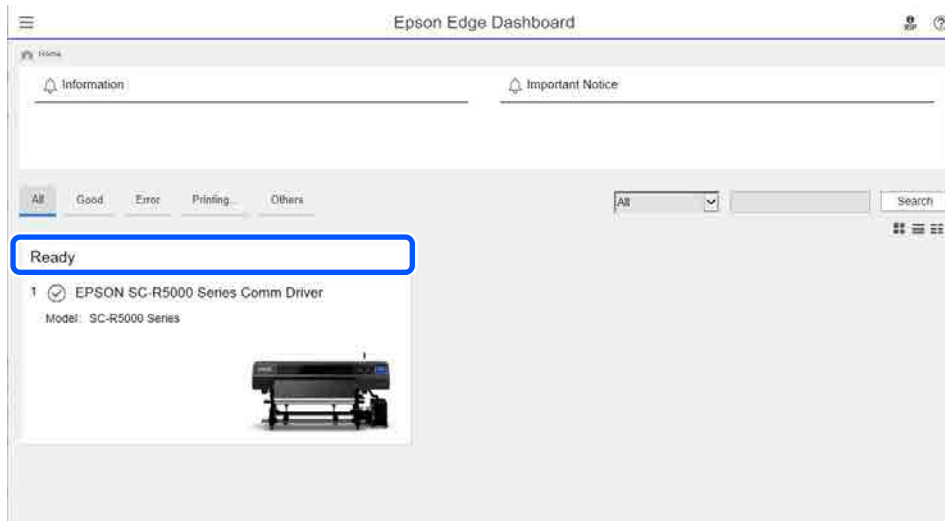 Epson Edge Dashboard
Home
Information
Important Notice
All Good Error Printing... Others All Search
Ready
1 EPSON SC-R5000 Series Comm Driver
Model: SC-R5000 Series